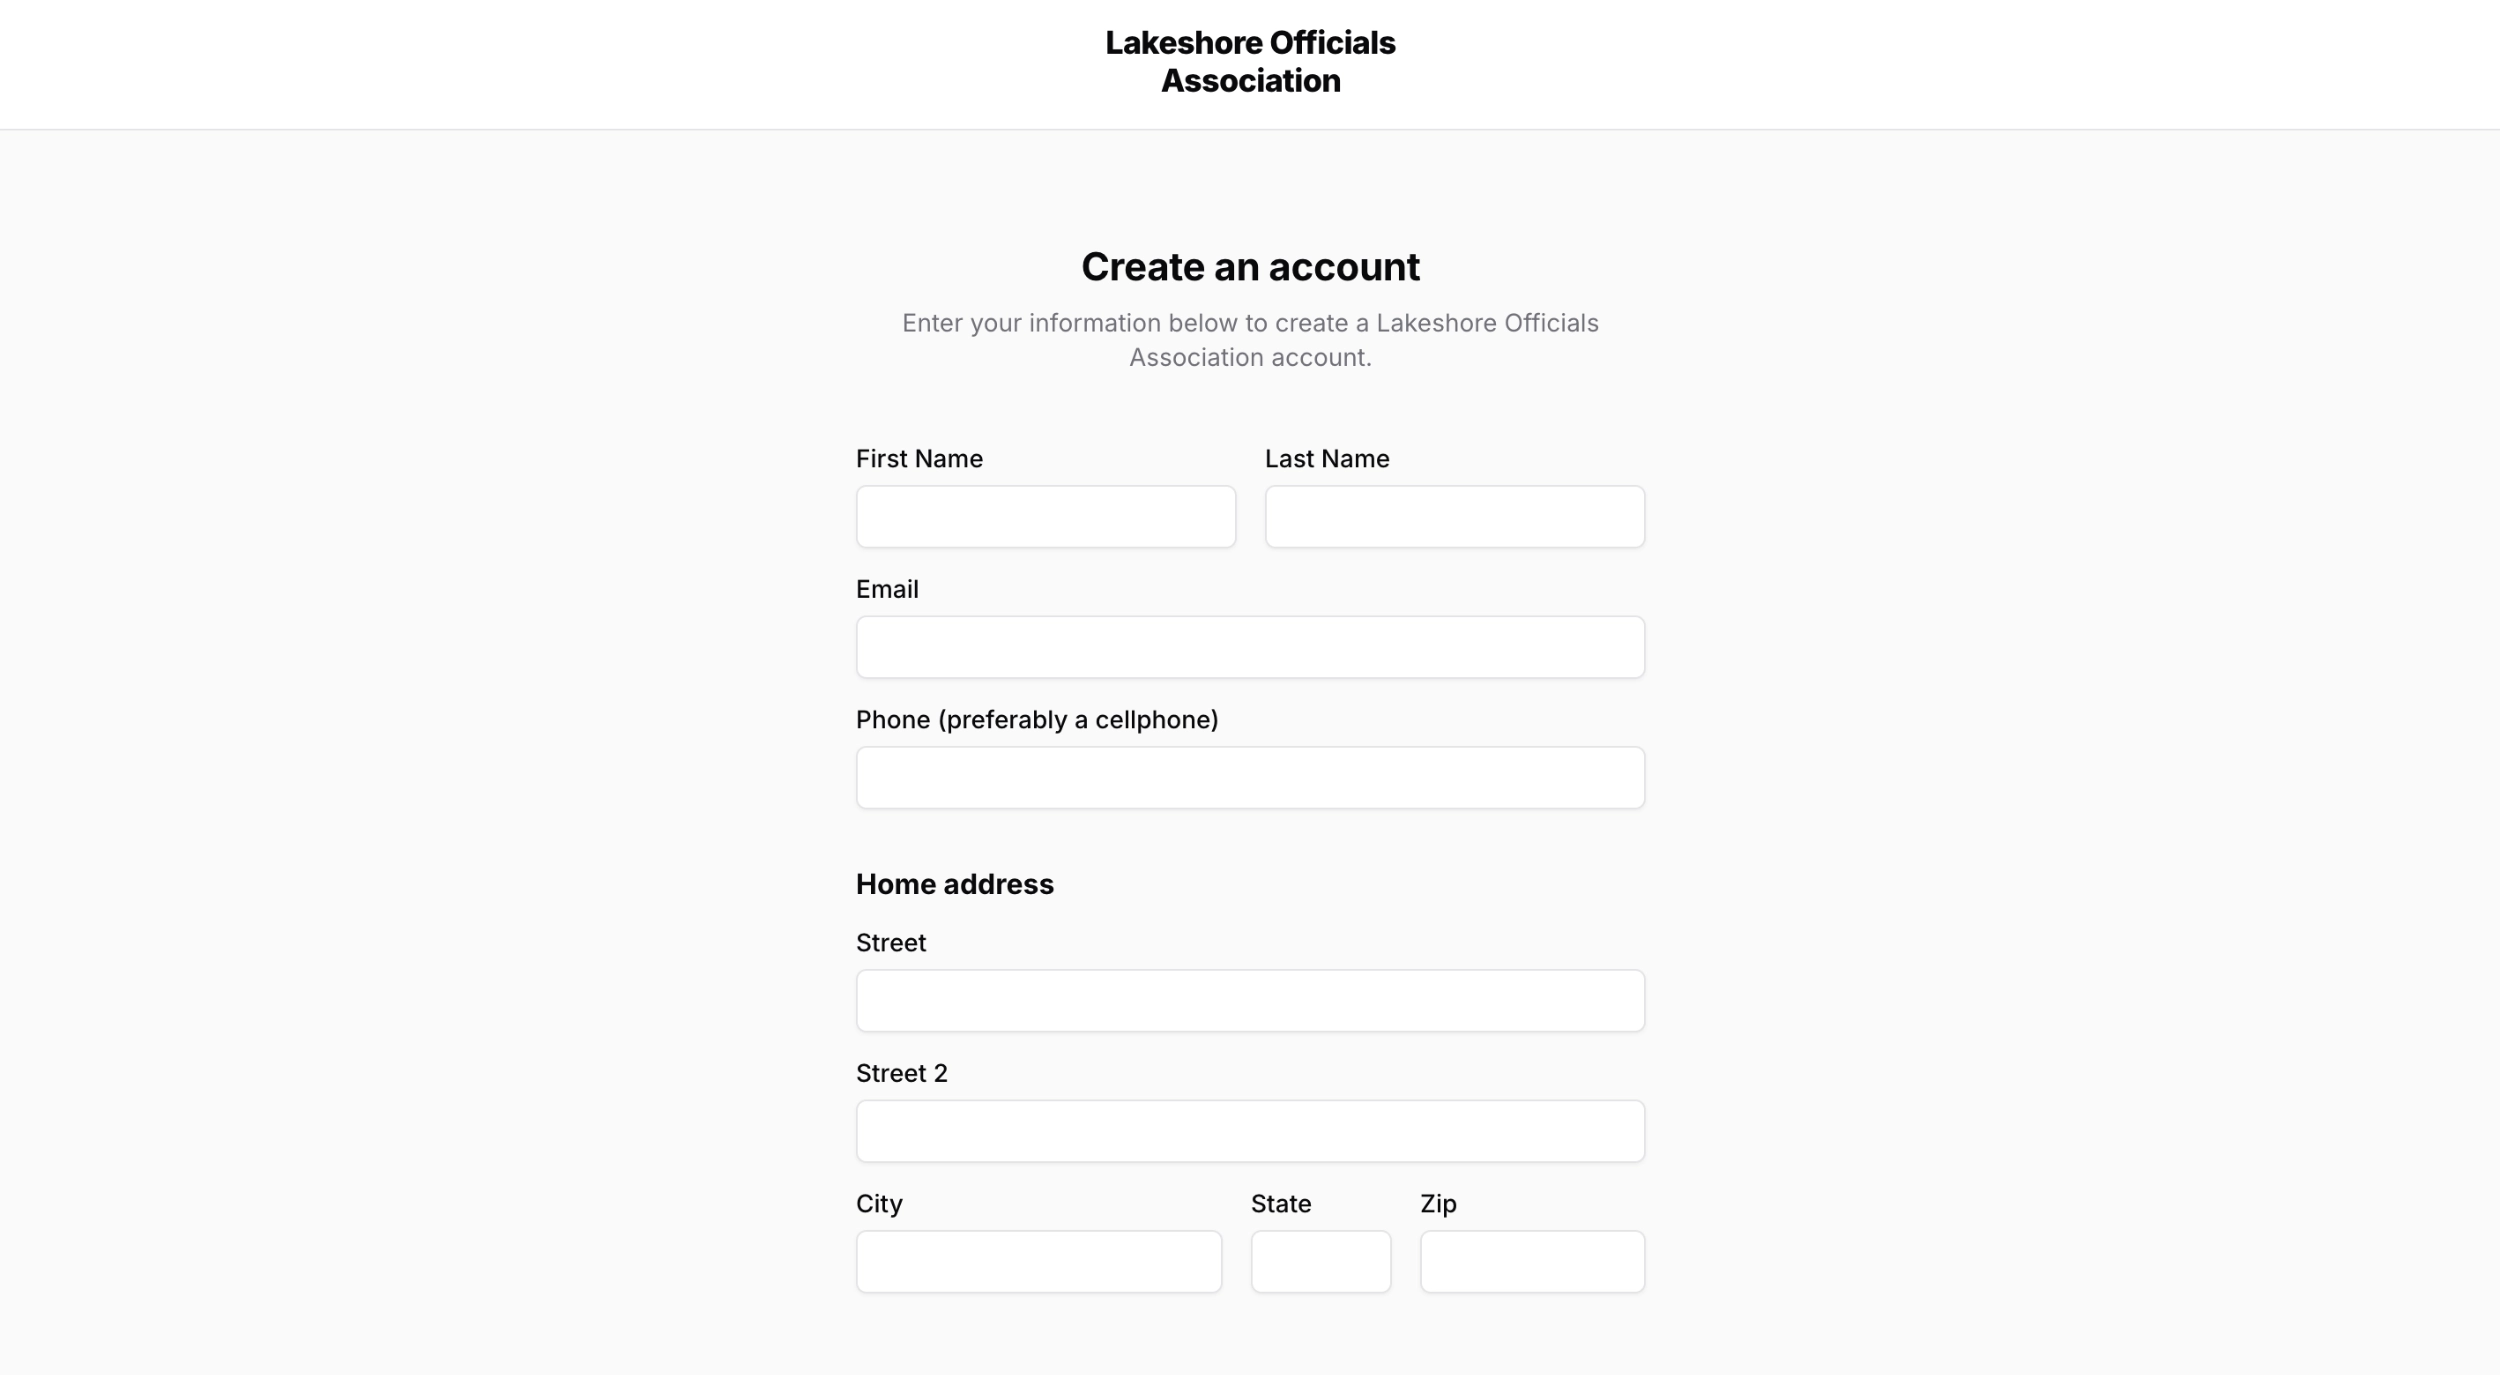 Lakeshore Officials
Association
Create an account
Enter your information below to create a Lakeshore Officials
Association account.
First Name
Last Name
Email
Phone (preferably a cellphone)
Home address
Street
Street 2
City
State
Zip